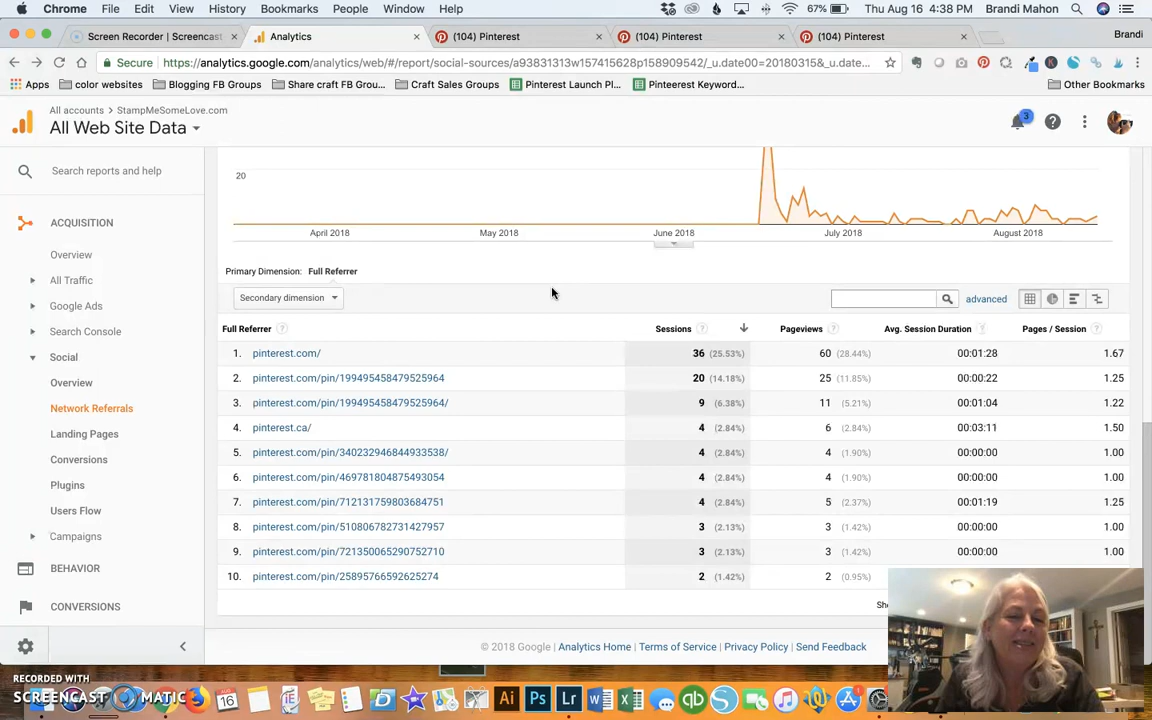 Chrome File Edit View History Bookmarks People Window Help 67% Thu Aug 16 4:38 PM Brandi Mahon
Screen Recorder | Screencast Analytics (104) Pinterest (104) Pinterest (104) Pinterest Brandi
Secure https://analytics.google.com/analytics/web/#/report/social-sources/a93831313w157415628p158909542/_u.date00=20180315&_u.date...
Apps color websites Blogging FB Groups Share craft FB Grou... Craft Sales Groups Pinterest Launch Pl... Pinteerest Keyword... Other Bookmarks
All accounts > StampMeSomeLove.com
All Web Site Data 3
Search reports and help
20
ACQUISITION
April 2018 May 2018 June 2018 July 2018 August 2018
Overview
Primary Dimension: Full Referrer
All Traffic
Secondary dimension advanced
Google Ads
Search Console
Full Referrer Sessions Pageviews Avg. Session Duration Pages / Session
Social
1. pinterest.com/ 36 (25.53%) 60 (28.44%) 00:01:28 1.67
Overview
2. pinterest.com/pin/199495458479525964 20 (14.18%) 25 (11.85%) 00:00:22 1.25
Network Referrals
3. pinterest.com/pin/199495458479525964/ 9 (6.38%) 11 (5.21%) 00:01:04 1.22
Landing Pages
4. pinterest.ca/ 4 (2.84%) 6 (2.84%) 00:03:11 1.50
Conversions
5. pinterest.com/pin/340232946844933538/ 4 (2.84%) 4 (1.90%) 00:00:00 1.00
Plugins
6. pinterest.com/pin/469781804875493054 4 (2.84%) 4 (1.90%) 00:00:00 1.00
Users Flow
7. pinterest.com/pin/712131759803684751 4 (2.84%) 5 (2.37%) 00:01:19 1.25
Campaigns
8. pinterest.com/pin/510806782731427957 3 (2.13%) 3 (1.42%) 00:00:00 1.00
BEHAVIOR
9. pinterest.com/pin/721350065290752710 3 (2.13%) 3 (1.42%) 00:00:00 1.00
10. pinterest.com/pin/25895766592625274 2 (1.42%) 2 (0.95%)
CONVERSIONS
Sh
© 2018 Google | Analytics Home | Terms of Service | Privacy Policy | Send Feedback
RECORDED WITH
SCREENCAST MATIC
AUG 16 Ai Ps Lr qb